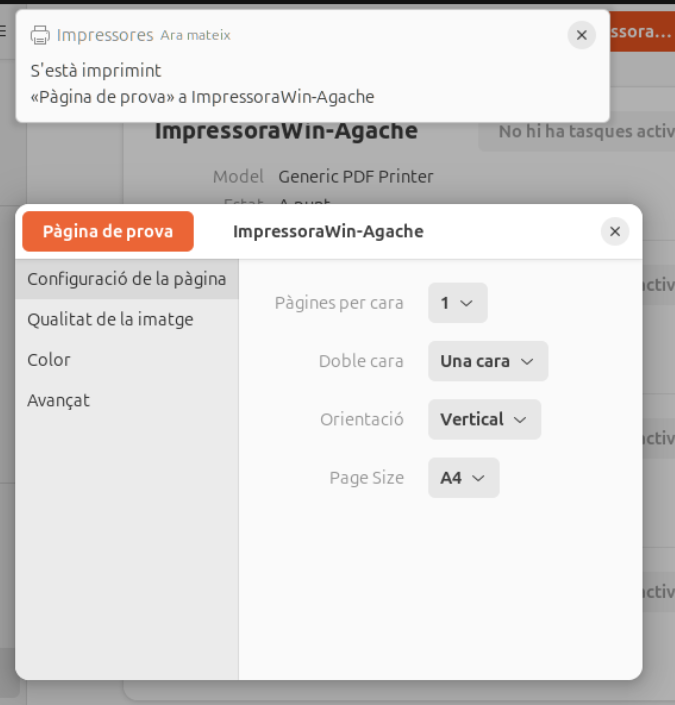 Impressores Ara mateix
S'està imprimint
«Pàgina de prova» a ImpressoraWin-Agache
ImpressoraWin-Agache
No hi ha tasques activ
Model Generic PDF Printer
Estat A punt
Pàgina de prova
ImpressoraWin-Agache
Configuració de la pàgina
Qualitat de la imatge
Color
Avançat
Pàgines per cara 1
Doble cara Una cara
Orientació Vertical
Page Size A4
ssora...
activ
activ
activ